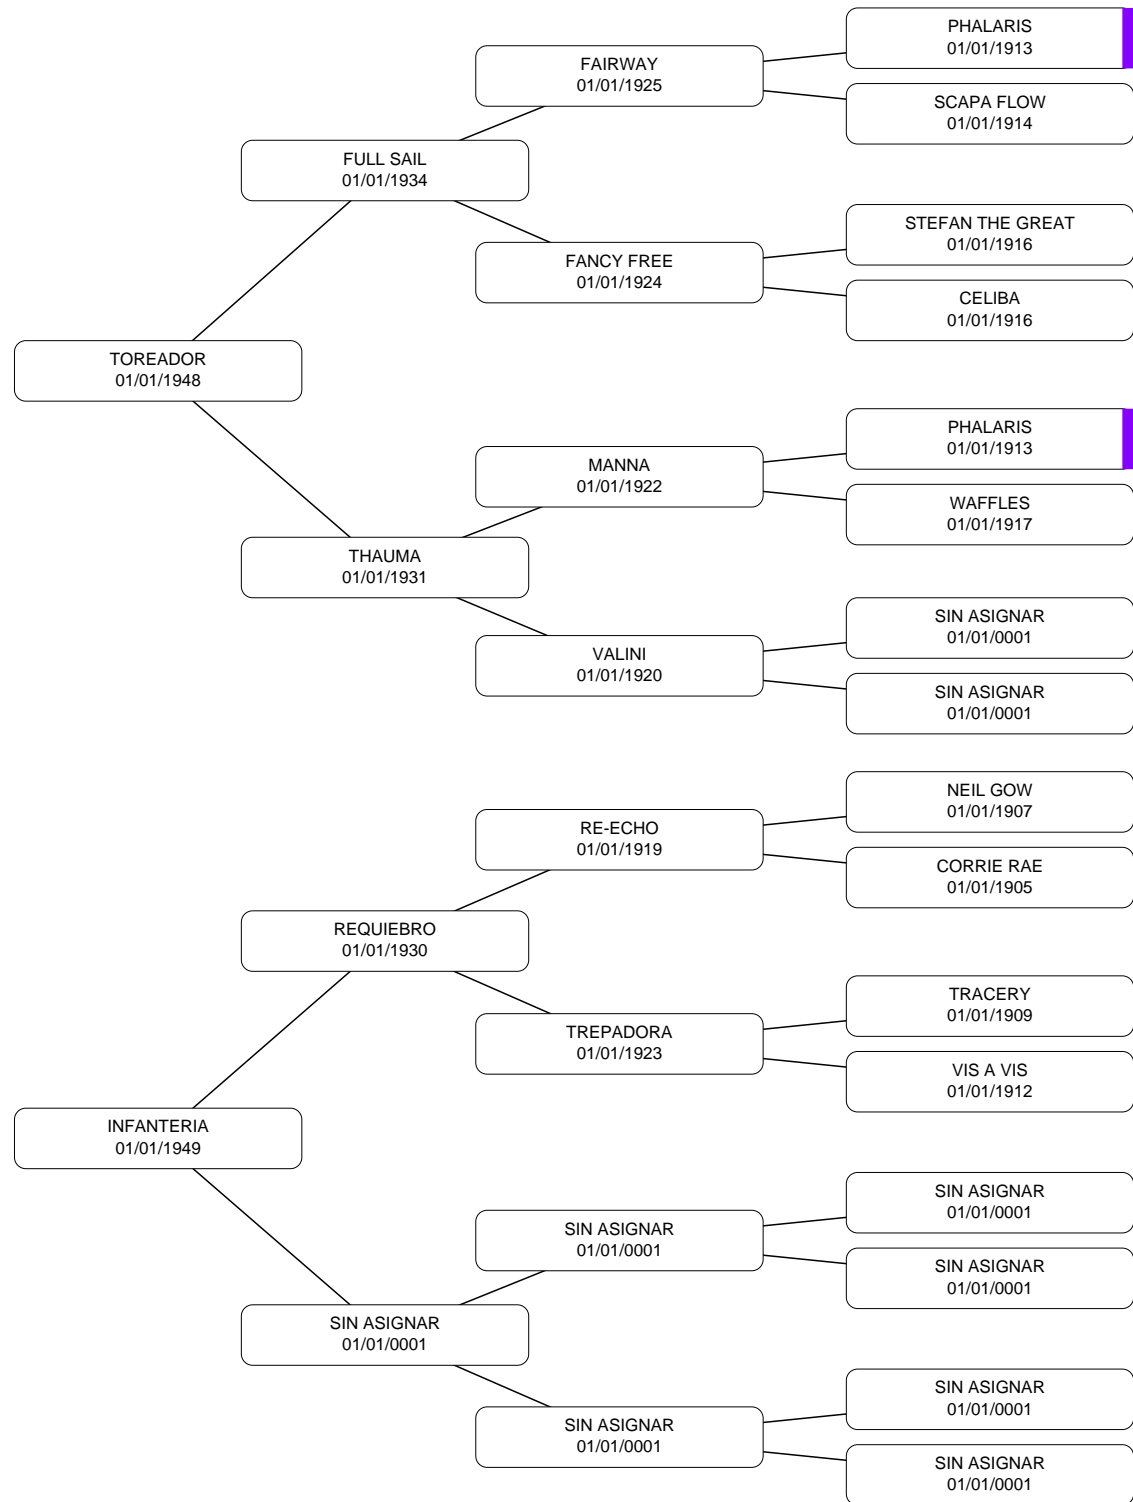 PHALARIS
01/01/1913
FAIRWAY
01/01/1925
SCAPA FLOW
01/01/1914
FULL SAIL
01/01/1934
STEFAN THE GREAT
01/01/1916
FANCY FREE
01/01/1924
CELIBA
01/01/1916
TOREADOR
01/01/1948
PHALARIS
01/01/1913
MANNA
01/01/1922
WAFFLES
01/01/1917
THAUMA
01/01/1931
SIN ASIGNAR
01/01/0001
VALINI
01/01/1920
SIN ASIGNAR
01/01/0001
NEIL GOW
01/01/1907
RE-ECHO
01/01/1919
CORRIE RAE
01/01/1905
REQUIEBRO
01/01/1930
TRACERY
01/01/1909
TREPADORA
01/01/1923
VIS A VIS
01/01/1912
INFANTERIA
01/01/1949
SIN ASIGNAR
01/01/0001
SIN ASIGNAR
01/01/0001
SIN ASIGNAR
01/01/0001
SIN ASIGNAR
01/01/0001
SIN ASIGNAR
01/01/0001
SIN ASIGNAR
01/01/0001
SIN ASIGNAR
01/01/0001